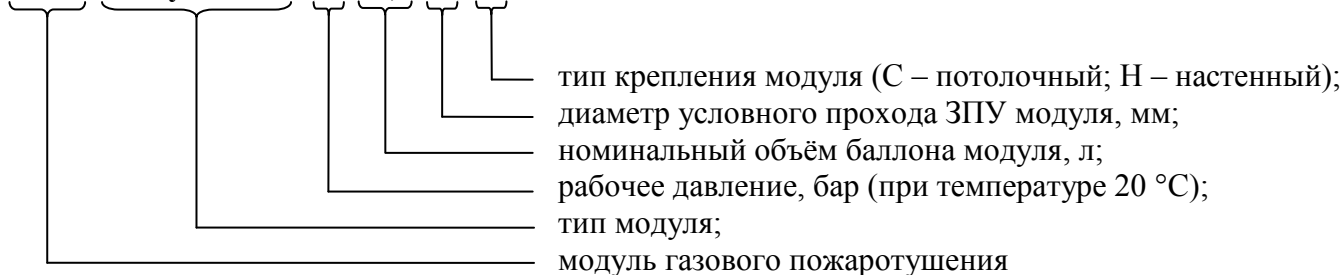 тип крепления модуля (С – потолочный; Н – настенный);
диаметр условного прохода ЗПУ модуля, мм;
номинальный объём баллона модуля, л;
рабочее давление, бар (при температуре 20 °С);
тип модуля;
модуль газового пожаротушения